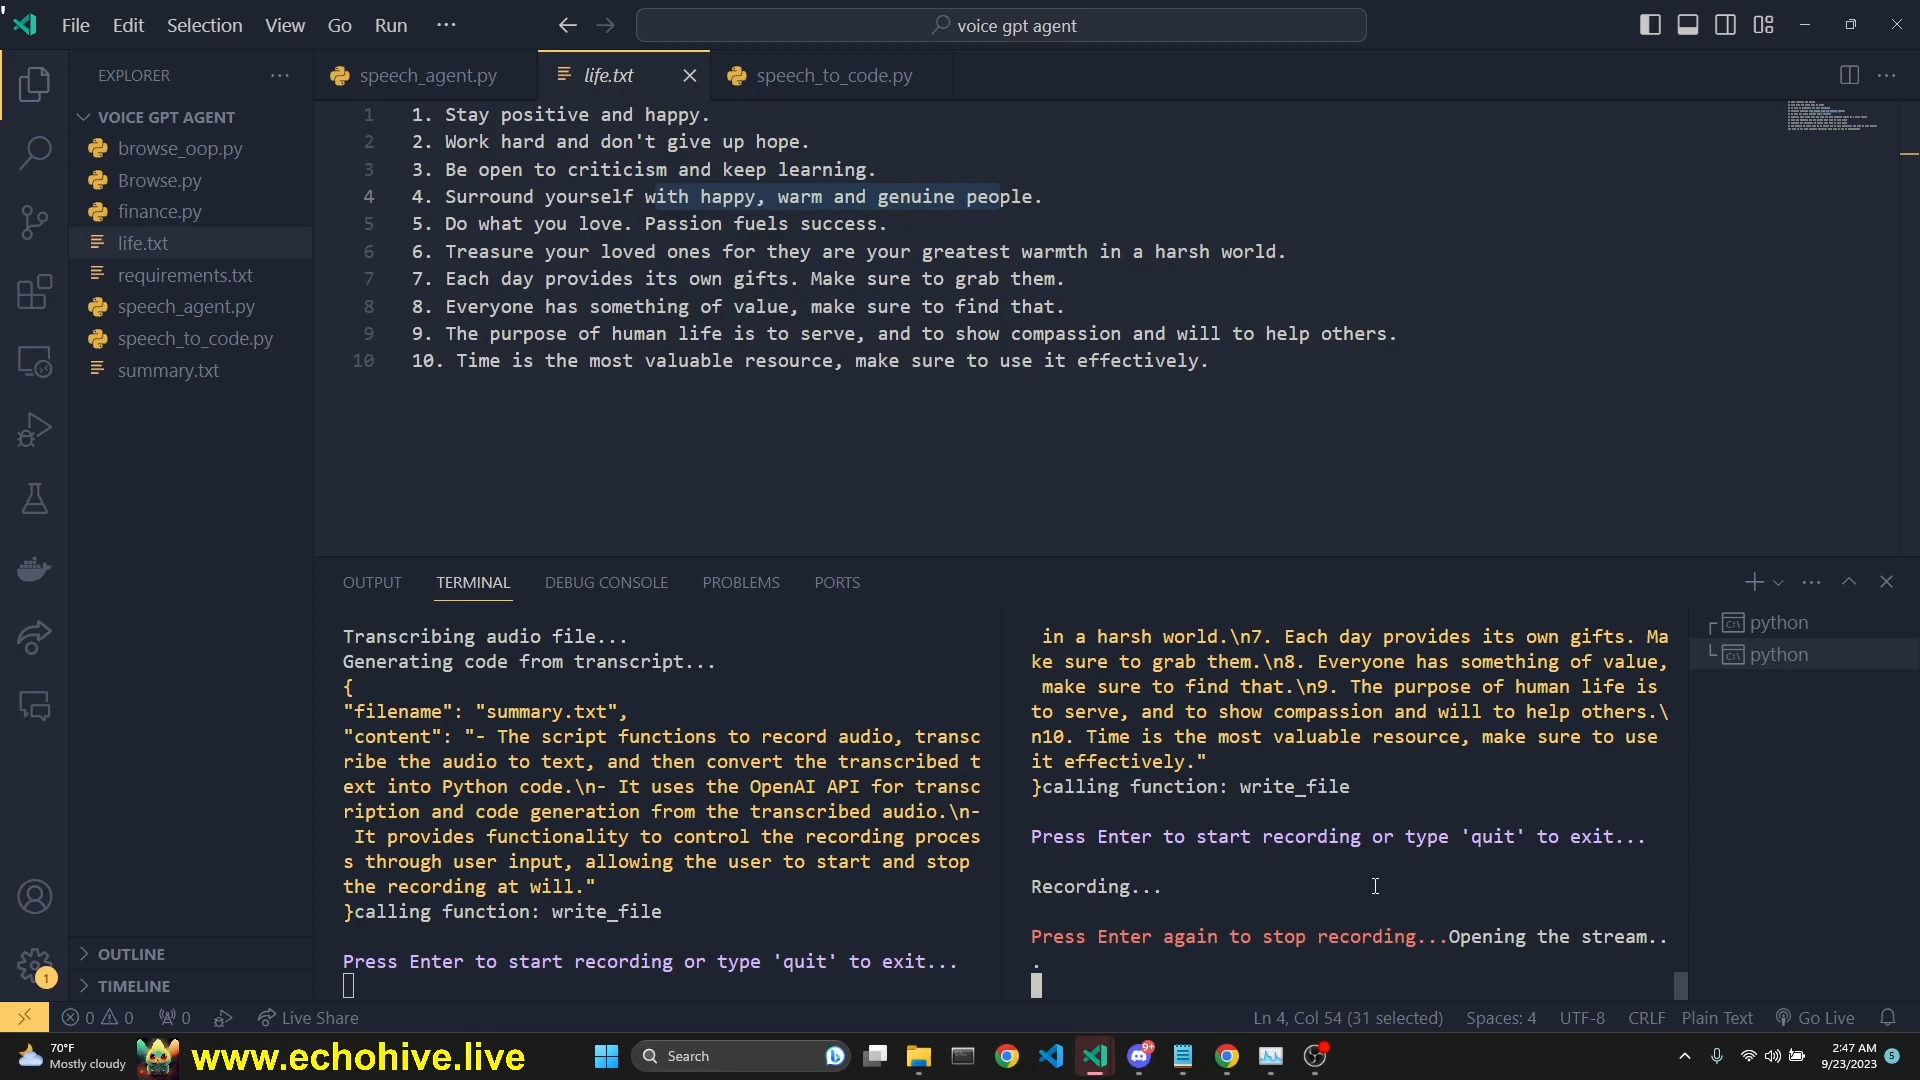 File Edit Selection View Go Run ···
voice gpt agent
EXPLORER ···
VOICE GPT AGENT
browse_oop.py
Browse.py
finance.py
life.txt
requirements.txt
speech_agent.py
speech_to_code.py
summary.txt
OUTLINE
TIMELINE
speech_agent.py life.txt speech_to_code.py
1 1. Stay positive and happy.
2 2. Work hard and don't give up hope.
3 3. Be open to criticism and keep learning.
4 4. Surround yourself with happy, warm and genuine people.
5 5. Do what you love. Passion fuels success.
6 6. Treasure your loved ones for they are your greatest warmth in a harsh world.
7 7. Each day provides its own gifts. Make sure to grab them.
8 8. Everyone has something of value, make sure to find that.
9 9. The purpose of human life is to serve, and to show compassion and will to help others.
10 10. Time is the most valuable resource, make sure to use it effectively.
OUTPUT TERMINAL DEBUG CONSOLE PROBLEMS PORTS
Transcribing audio file...
Generating code from transcript...
{
"filename": "summary.txt",
"content": "- The script functions to record audio, transc
ribe the audio to text, and then convert the transcribed t
ext into Python code.\n- It uses the OpenAI API for transc
ription and code generation from the transcribed audio.\n-
 It provides functionality to control the recording proces
s through user input, allowing the user to start and stop
the recording at will."
}calling function: write_file
Press Enter to start recording or type 'quit' to exit...
 in a harsh world.\n7. Each day provides its own gifts. Ma
ke sure to grab them.\n8. Everyone has something of value,
 make sure to find that.\n9. The purpose of human life is
to serve, and to show compassion and will to help others.\
n10. Time is the most valuable resource, make sure to use
it effectively."
}calling function: write_file
Press Enter to start recording or type 'quit' to exit...
Recording...
Press Enter again to stop recording...Opening the stream..
.
python
python
0 0 0 Live Share
Ln 4, Col 54 (31 selected) Spaces: 4 UTF-8 CRLF Plain Text Go Live
1
70°F
Mostly cloudy
www.echohive.live
Search
9+
2:47 AM
9/23/2023
5